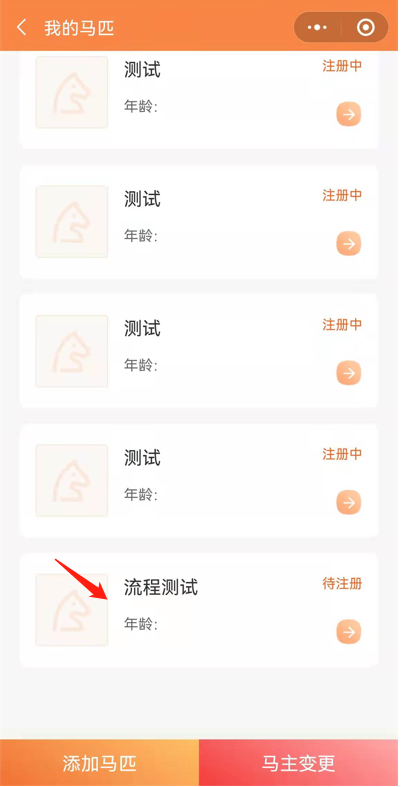 我的马匹
测试
注册中
年龄:
测试
注册中
年龄:
测试
注册中
年龄:
测试
注册中
年龄:
流程测试
待注册
年龄:
添加马匹
马主变更